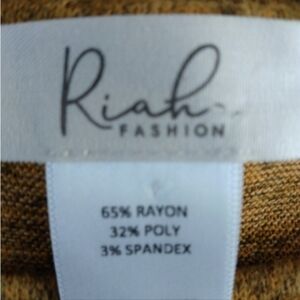 Riah
FASHION
65% RAYON
32% POLY
3% SPANDEX